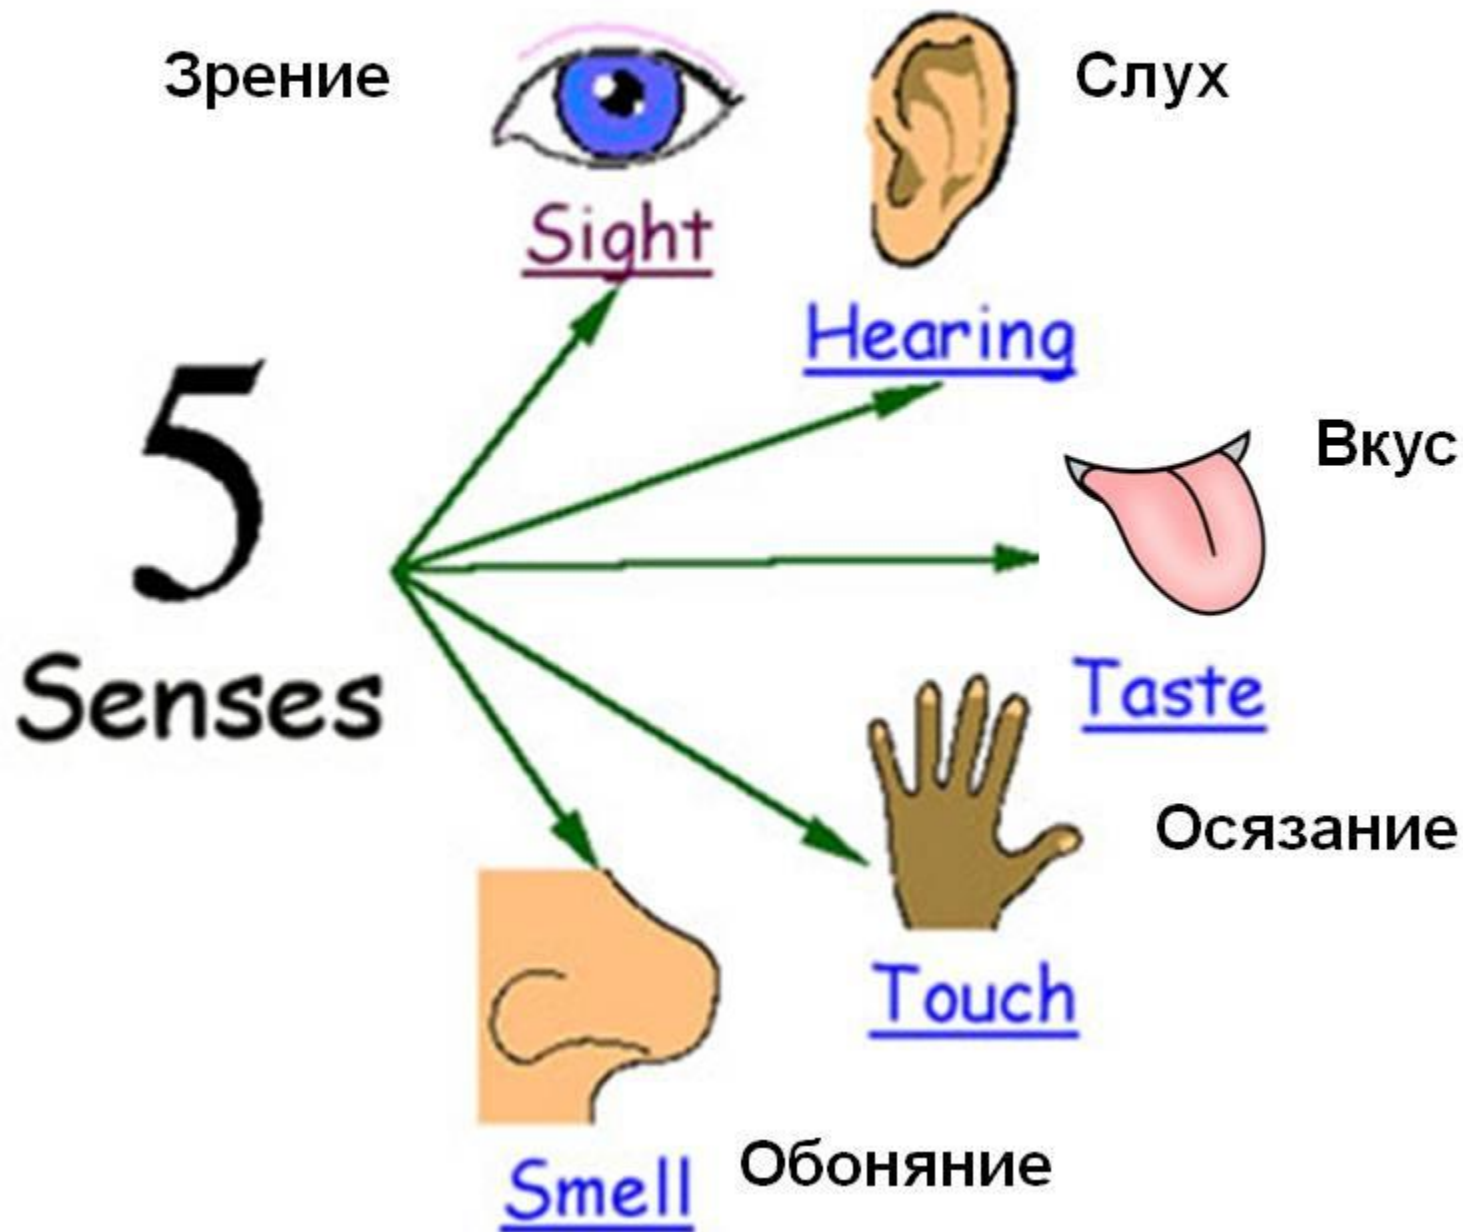 Зрение
Слух
Sight
Hearing
5
Senses
Вкус
Taste
Осязание
Touch
Smell
Обоняние